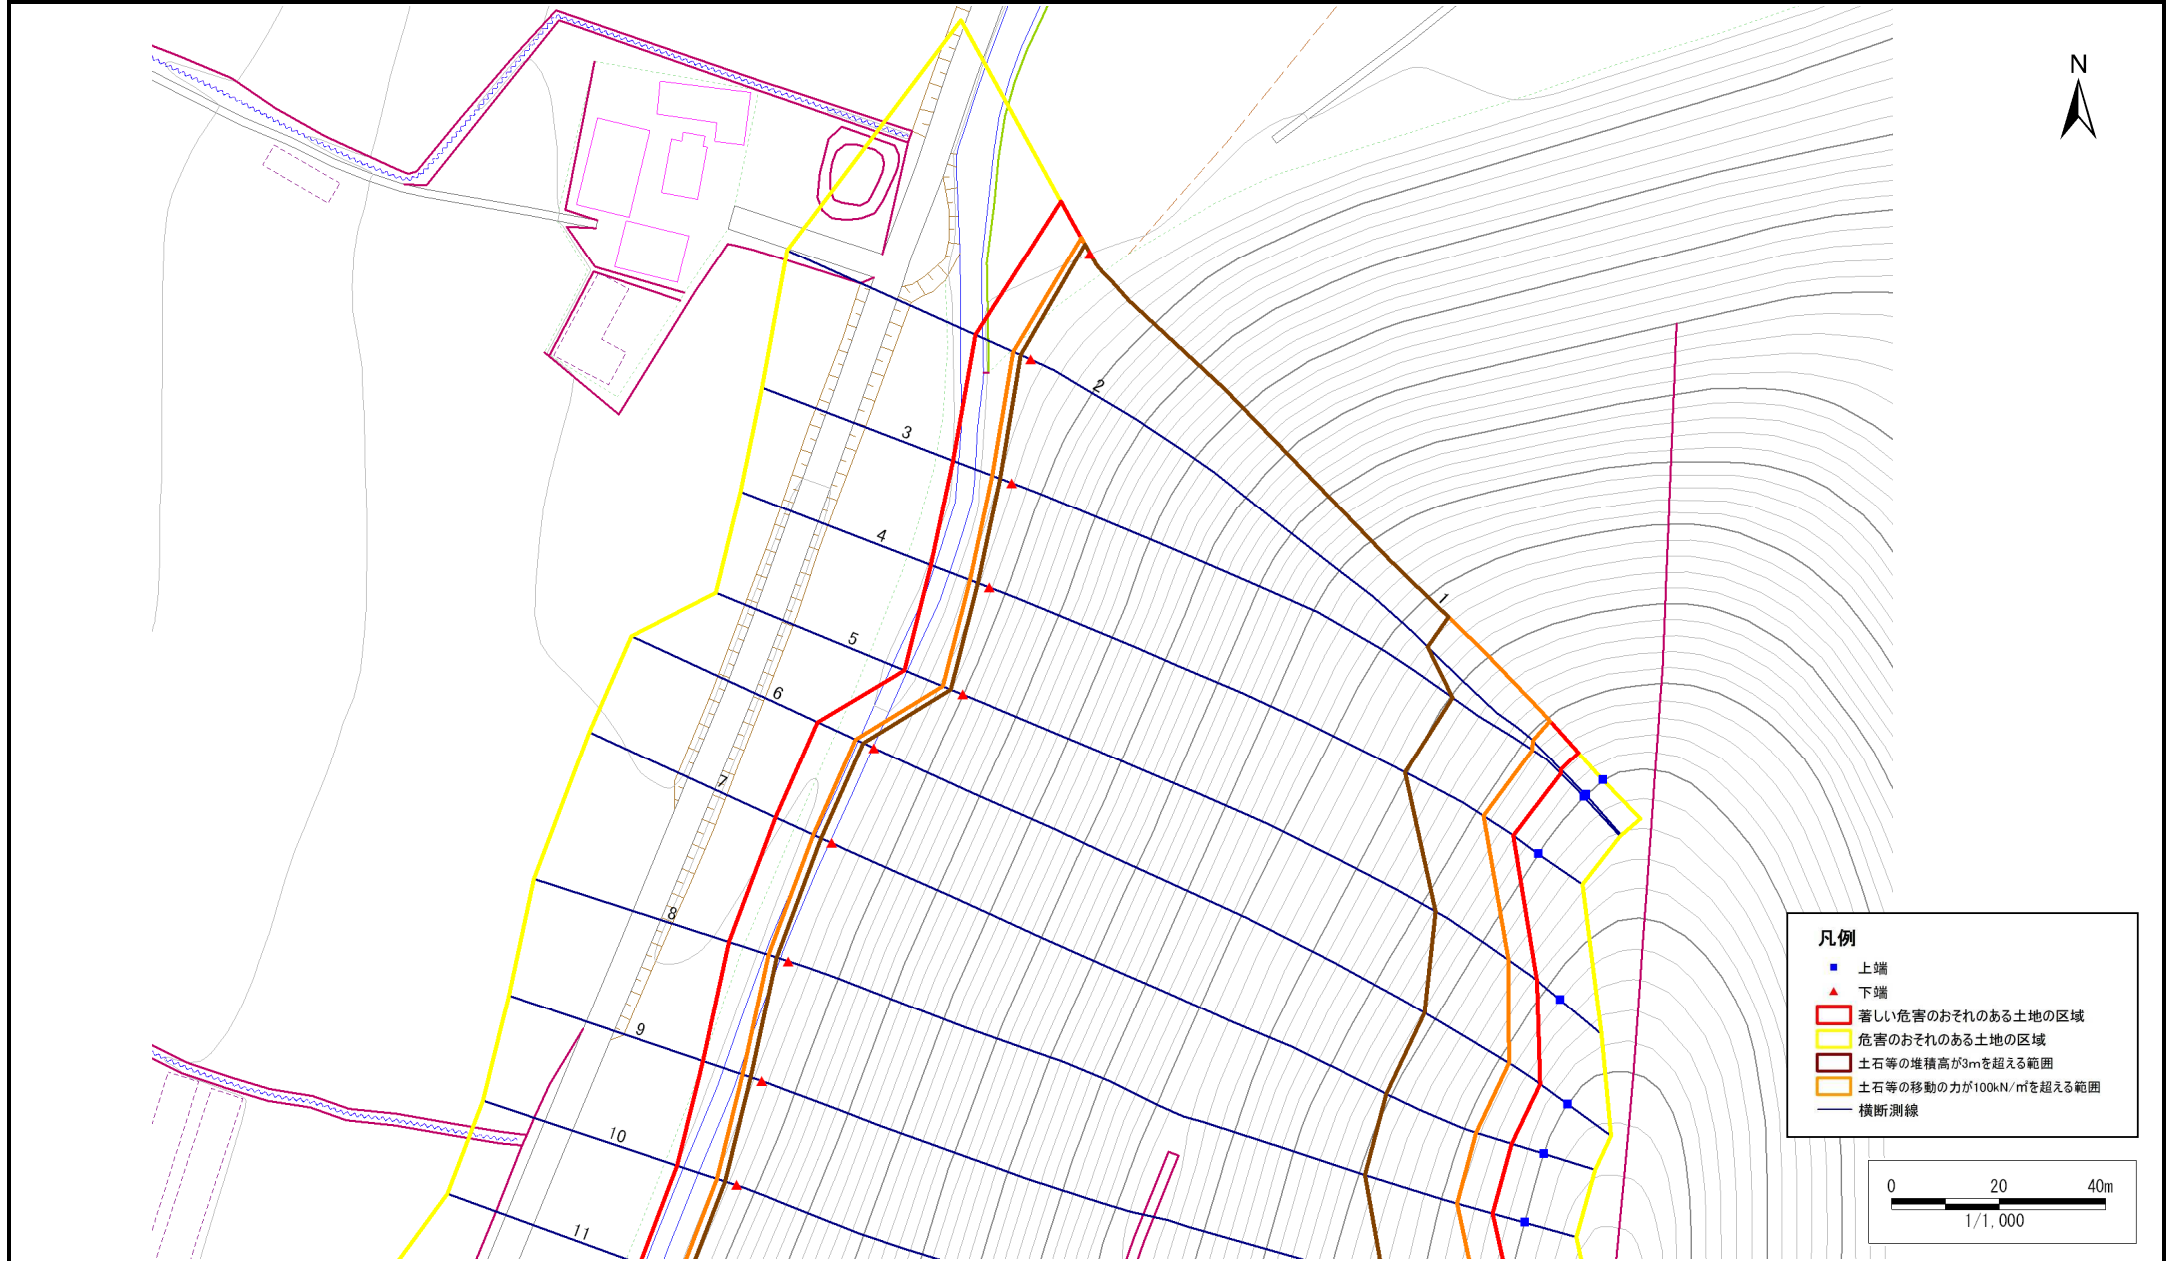 N
2
3
4
1
5
6
7
8
9
10
11
凡例
上端
下端
著しい危害のおそれのある土地の区域
危害のおそれのある土地の区域
土石等の堆積高が3mを超える範囲
土石等の移動の力が100kN/㎡を超える範囲
横断測線
0 20 40m
1/1,000